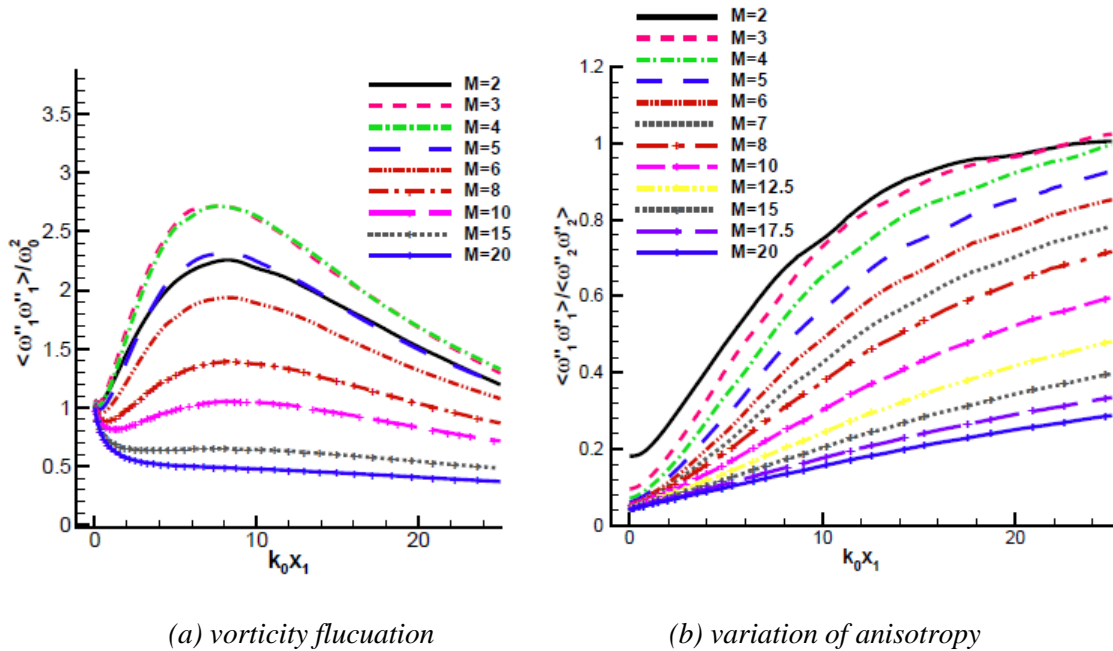 <ω"₁ω"₁>/ω₀²
3.5
3
2.5
2
1.5
1
0.5
0
M=2
M=3
M=4
M=5
M=6
M=8
M=10
M=15
M=20
0
10
20
k₀x₁
(a) vorticity flucuation
<ω"₁ω"₁>/<ω"₂ω"₂>
M=2
M=3
M=4
M=5
M=6
M=7
M=8
M=10
M=12.5
M=15
M=17.5
M=20
1.2
1
0.8
0.6
0.4
0.2
0
0
10
20
k₀x₁
(b) variation of anisotropy